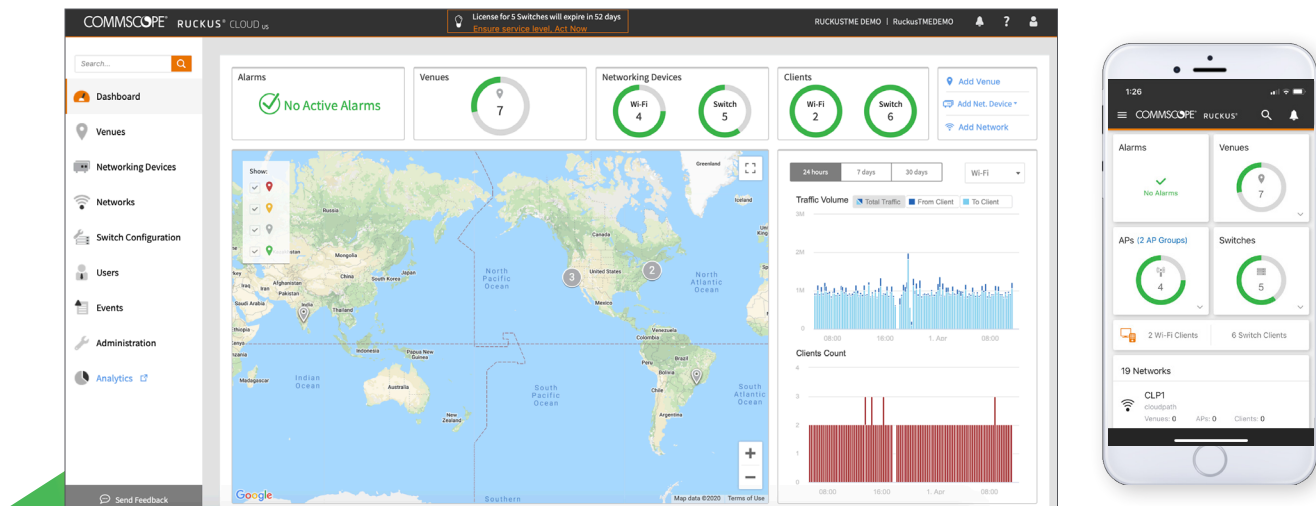 COMMSCOPE® RUCKUS® CLOUD US
License for 5 Switches will expire in 52 days
Ensure service level, Act Now
RUCKUSTME DEMO | RuckusTMEDEMO
?
Search...
Dashboard
Venues
Networking Devices
Networks
Switch Configuration
Users
Events
Administration
Analytics
Send Feedback
Alarms
No Active Alarms
Venues
7
Networking Devices
Wi-Fi
4
Switch
5
Clients
Wi-Fi
2
Switch
6
Add Venue
Add Net. Device
Add Network
Show:
Greenland
Iceland
Russia
Canada
Mongolia
China
South Korea
Japan
Afghanistan
Iraq
Iran
Pakistan
Saudi Arabia
India
Thailand
North
Pacific
Ocean
3
United States
2
North
Atlantic
Ocean
Mexico
Venezuela
Colombia
Indonesia
Papua New
Guinea
Peru
Brazil
Bolivia
Madagascar
Indian
Ocean
Australia
South
Pacific
Ocean
Chile
South
Atlantic
Ocean
New
Zealand
Argentina
+
−
Google
Southern
Map data ©2020
Terms of Use
24 hours
7 days
30 days
Wi-Fi
Traffic Volume
Total Traffic
From Client
To Client
3M
2M
1M
0
08:00
16:00
1. Apr
08:00
Clients Count
4
3
2
1
0
08:00
16:00
1. Apr
08:00
1:26
COMMSCOPE® RUCKUS®
Alarms
No Alarms
Venues
7
APs (2 AP Groups)
4
Switches
5
2 Wi-Fi Clients
6 Switch Clients
19 Networks
CLP1
cloudpath
Venues: 0 APs: 0 Clients: 0